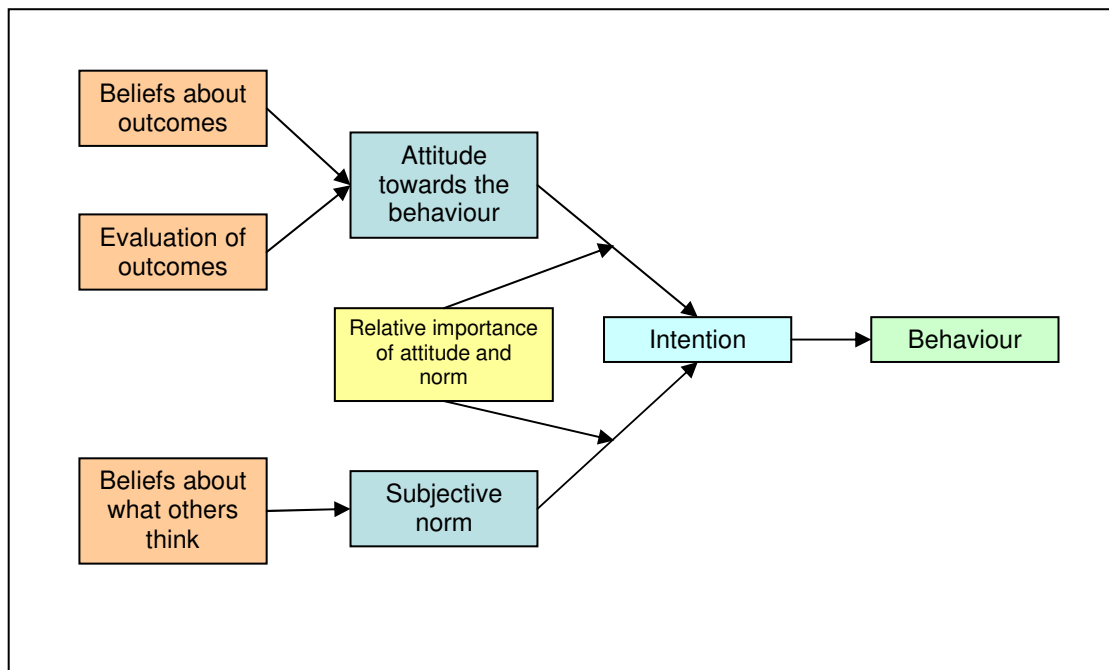 Beliefs about
outcomes
Attitude
towards the
behaviour
Evaluation of
outcomes
Relative importance
of attitude and
norm
Intention
Behaviour
Beliefs about
what others
think
Subjective
norm